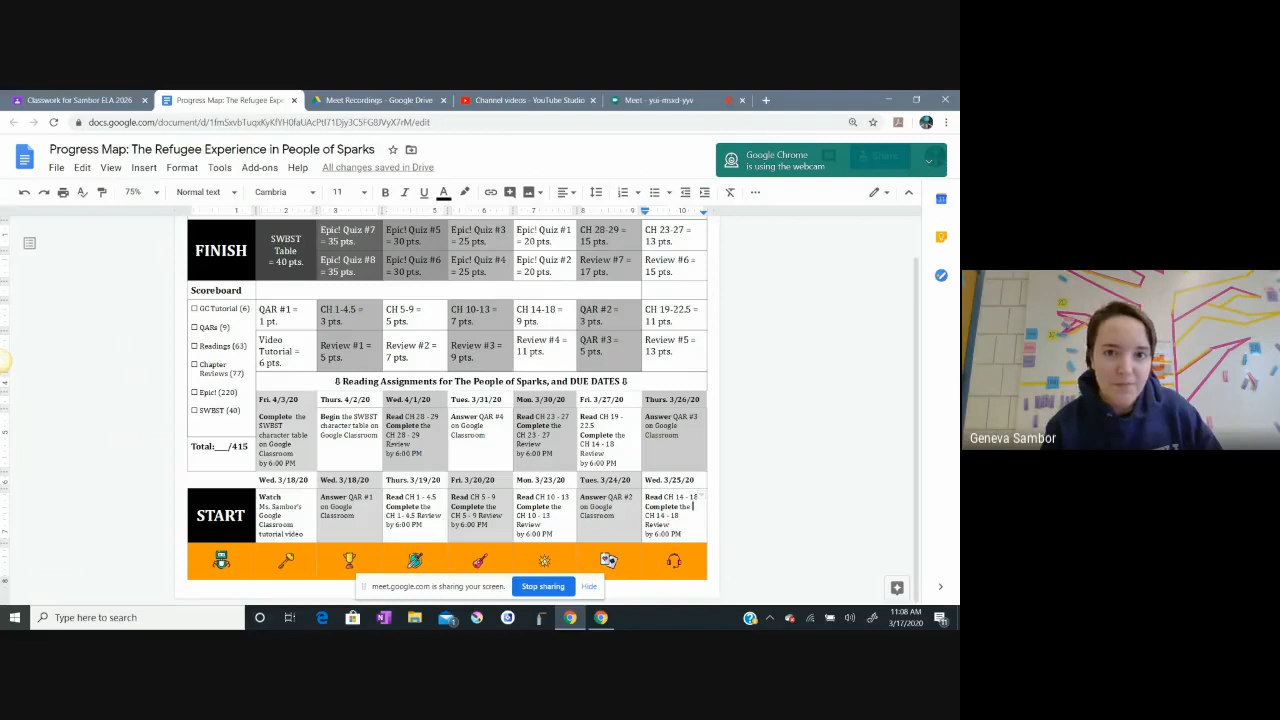 Classwork for Sambor ELA 2026
Progress Map: The Refugee Expe
Meet Recordings - Google Drive
Channel videos - YouTube Studio
Meet - yui-msxd-yyv
Progress Map: The Refugee Experience in People of Sparks
File Edit View Insert Format Tools Add-ons Help All changes saved in Drive
Google Chrome
is using the webcam
Share
75% Normal text Cambria 11
1 2 3 5 6 7 8 9 10
FINISH
SWBST
Table
= 40 pts.
Epic! Quiz #7
= 35 pts.
Epic! Quiz #5
= 30 pts.
Epic! Quiz #3
= 25 pts.
Epic! Quiz #1
= 20 pts.
CH 28-29 =
15 pts.
CH 23-27 =
13 pts.
Epic! Quiz #8
= 35 pts.
Epic! Quiz #6
= 30 pts.
Epic! Quiz #4
= 25 pts.
Epic! Quiz #2
= 20 pts.
Review #7 =
17 pts.
Review #6 =
15 pts.
Scoreboard
GC Tutorial (6)
QARs (9)
Readings (63)
Chapter
Reviews (77)
Epic! (220)
SWBST (40)
Total:___/415
QAR #1 =
1 pt.
CH 1-4.5 =
3 pts.
CH 5-9 =
5 pts.
CH 10-13 =
7 pts.
CH 14-18 =
9 pts.
QAR #2 =
3 pts.
CH 19-22.5 =
11 pts.
Video
Tutorial =
6 pts.
Review #1 =
5 pts.
Review #2 =
7 pts.
Review #3 =
9 pts.
Review #4 =
11 pts.
QAR #3 =
5 pts.
Review #5 =
13 pts.
⇩ Reading Assignments for The People of Sparks, and DUE DATES ⇩
Fri. 4/3/20
Thurs. 4/2/20
Wed. 4/1/20
Tues. 3/31/20
Mon. 3/30/20
Fri. 3/27/20
Thurs. 3/26/20
Complete the
SWBST
character table
on Google
Classroom
by 6:00 PM
Begin the SWBST
character table on
Google Classroom
Read CH 28 - 29
Complete the
CH 28 - 29
Review
by 6:00 PM
Answer QAR #4
on Google
Classroom
Read CH 23 - 27
Complete the
CH 23 - 27
Review
by 6:00 PM
Read CH 19 -
22.5
Complete the
CH 14 - 18
Review
by 6:00 PM
Answer QAR #3
on Google
Classroom
Wed. 3/18/20
Wed. 3/18/20
Thurs. 3/19/20
Fri. 3/20/20
Mon. 3/23/20
Tues. 3/24/20
Wed. 3/25/20
START
Watch
Ms. Sambor's
Google
Classroom
tutorial video
Answer QAR #1
on Google
Classroom
Read CH 1 - 4.5
Complete the
CH 1- 4.5 Review
by 6:00 PM
Read CH 5 - 9
Complete the
CH 5 - 9 Review
by 6:00 PM
Read CH 10 - 13
Complete the
CH 10 - 13
Review
by 6:00 PM
Answer QAR #2
on Google
Classroom
Read CH 14 - 18
Complete the
CH 14 - 18
Review
by 6:00 PM
meet.google.com is sharing your screen. Stop sharing Hide
Type here to search
11:08 AM
3/17/2020
Geneva Sambor